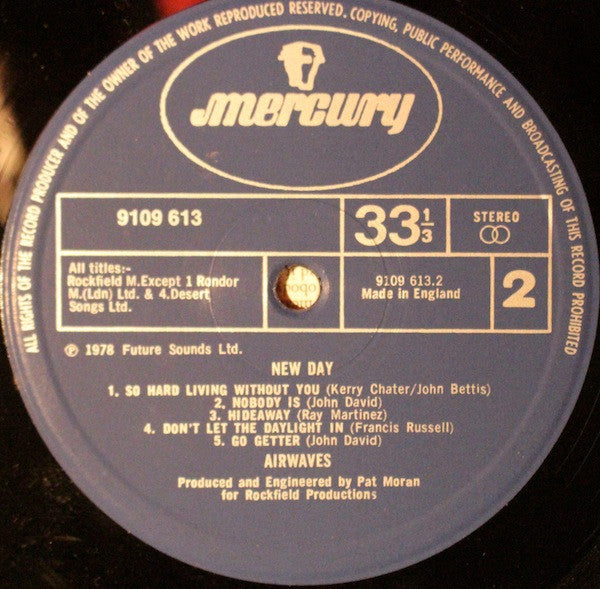 ALL RIGHTS OF THE RECORD PRODUCER AND OF THE OWNER OF THE WORK REPRODUCED RESERVED. COPYING, PUBLIC PERFORMANCE AND BROADCASTING OF THIS RECORD PROHIBITED
mercury
9109 613
33 1/3
STEREO
All titles:-
Rockfield M.Except 1 Rondor
M.(Ldn) Ltd. & 4.Desert
Songs Ltd.
9109 613.2
Made in England
2
℗ 1978 Future Sounds Ltd.
NEW DAY
1. SO HARD LIVING WITHOUT YOU (Kerry Chater/John Bettis)
2. NOBODY IS (John David)
3. HIDEAWAY (Ray Martinez)
4. DON'T LET THE DAYLIGHT IN (Francis Russell)
5. GO GETTER (John David)
AIRWAVES
Produced and Engineered by Pat Moran
for Rockfield Productions